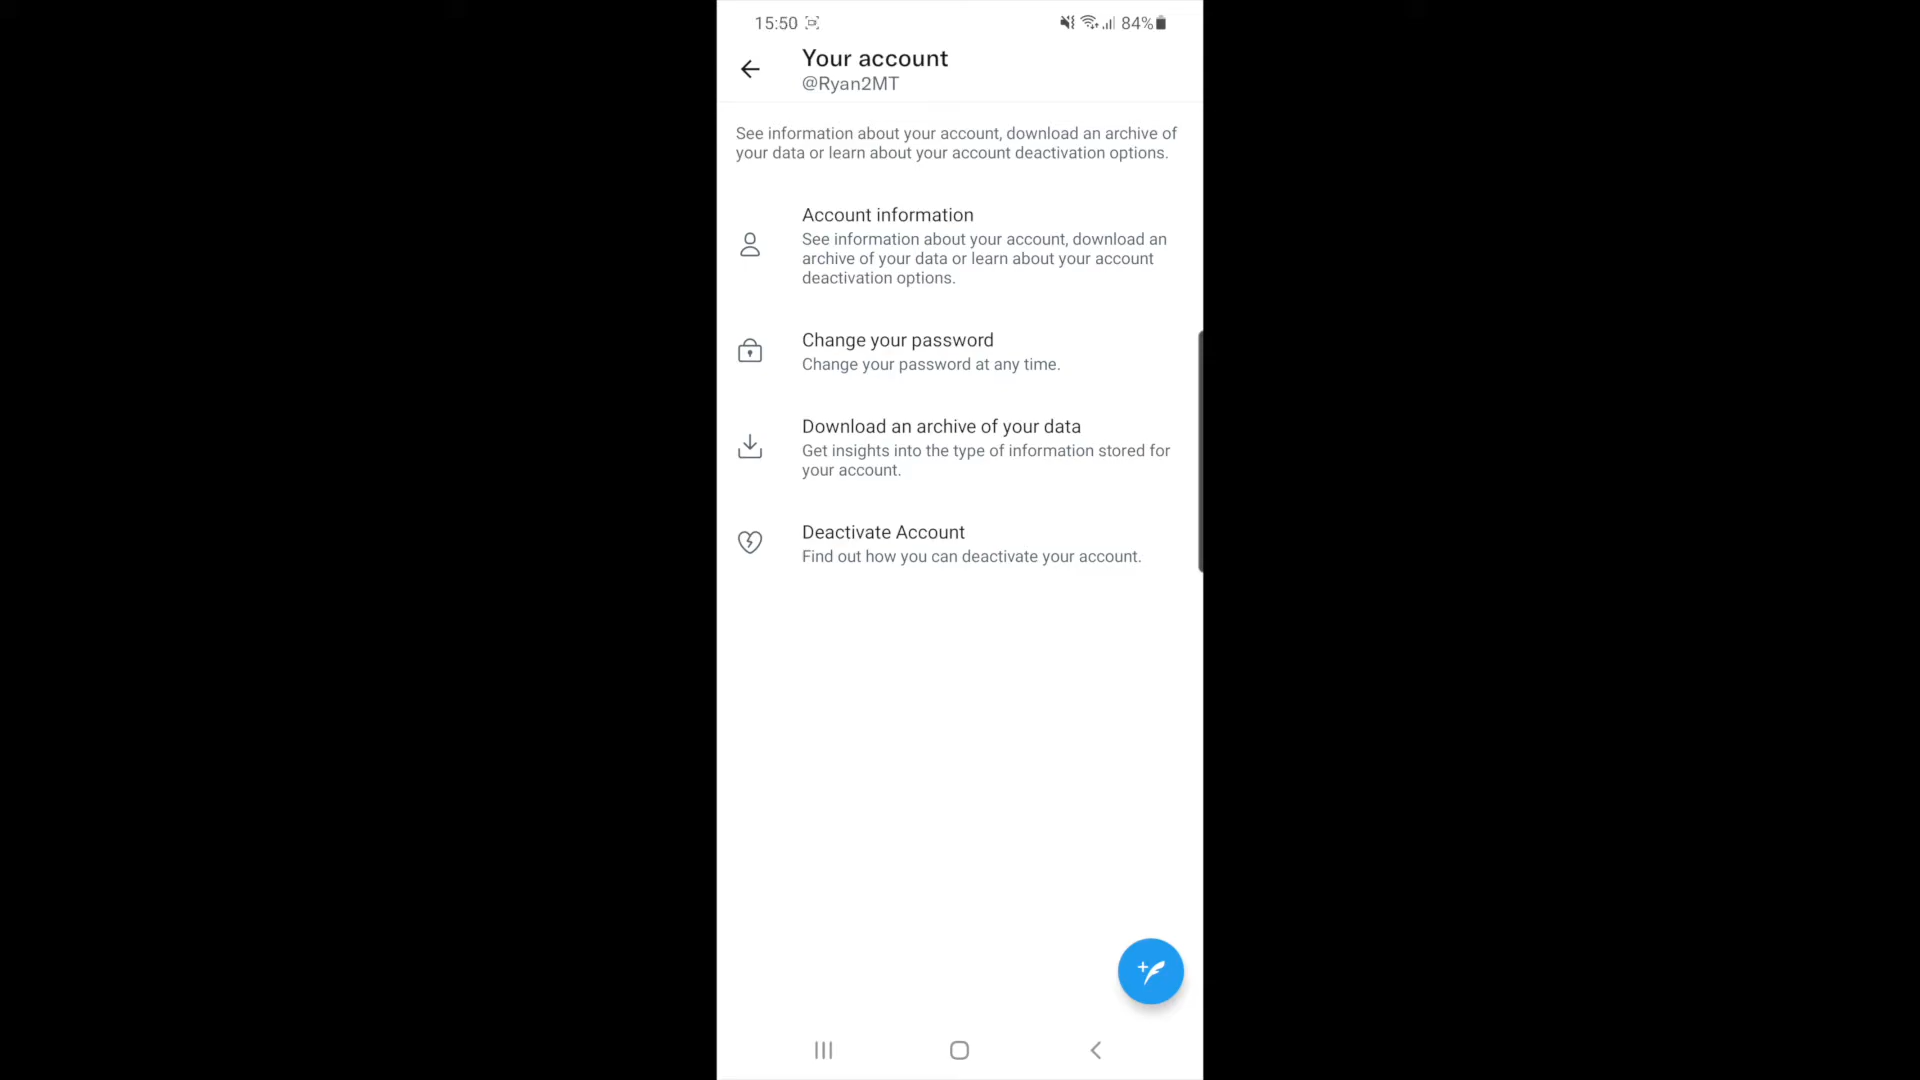 15:50
84%
Your account
@Ryan2MT
See information about your account, download an archive of
your data or learn about your account deactivation options.
Account information
See information about your account, download an
archive of your data or learn about your account
deactivation options.
Change your password
Change your password at any time.
Download an archive of your data
Get insights into the type of information stored for
your account.
Deactivate Account
Find out how you can deactivate your account.